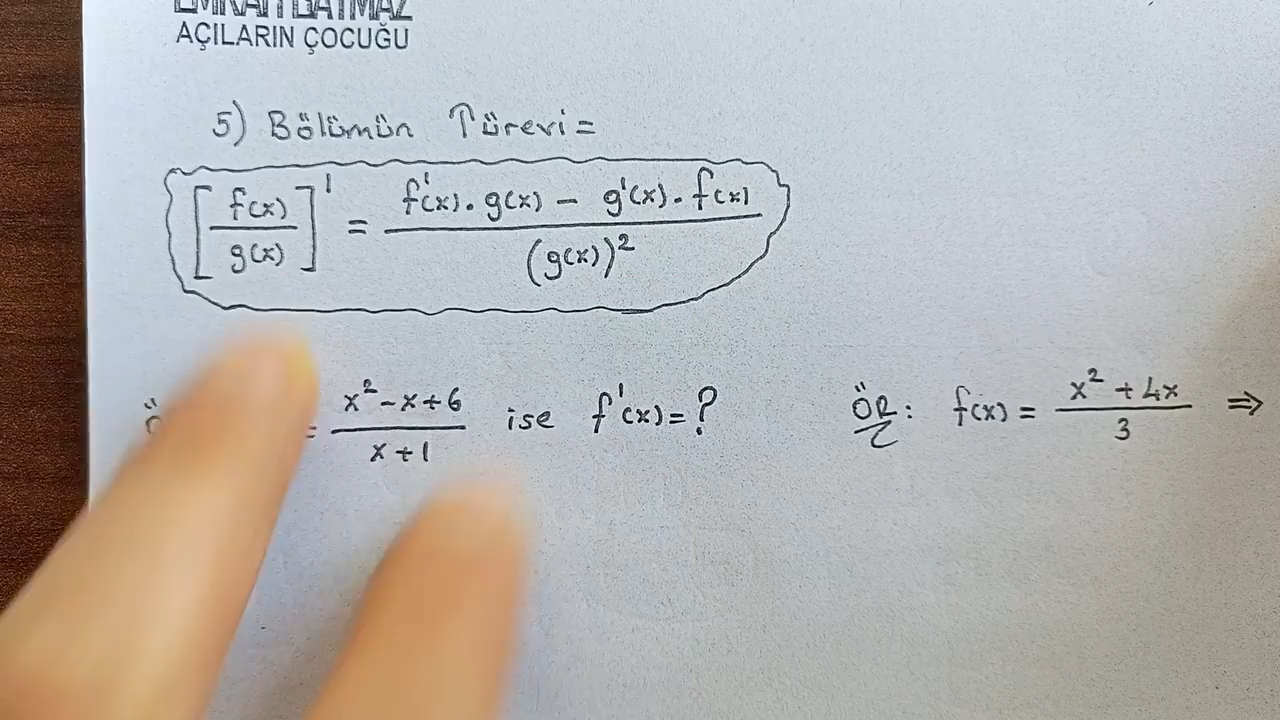 AÇILARIN ÇOCUĞU
5) Bölümün Türevi=
[f(x)/g(x)]' = (f'(x). g(x) - g'(x). f(x))/(g(x))²
= (x²-x+6)/(x+1) ise f'(x)=?
ÖR: f(x) = (x²+4x)/3 ⇒